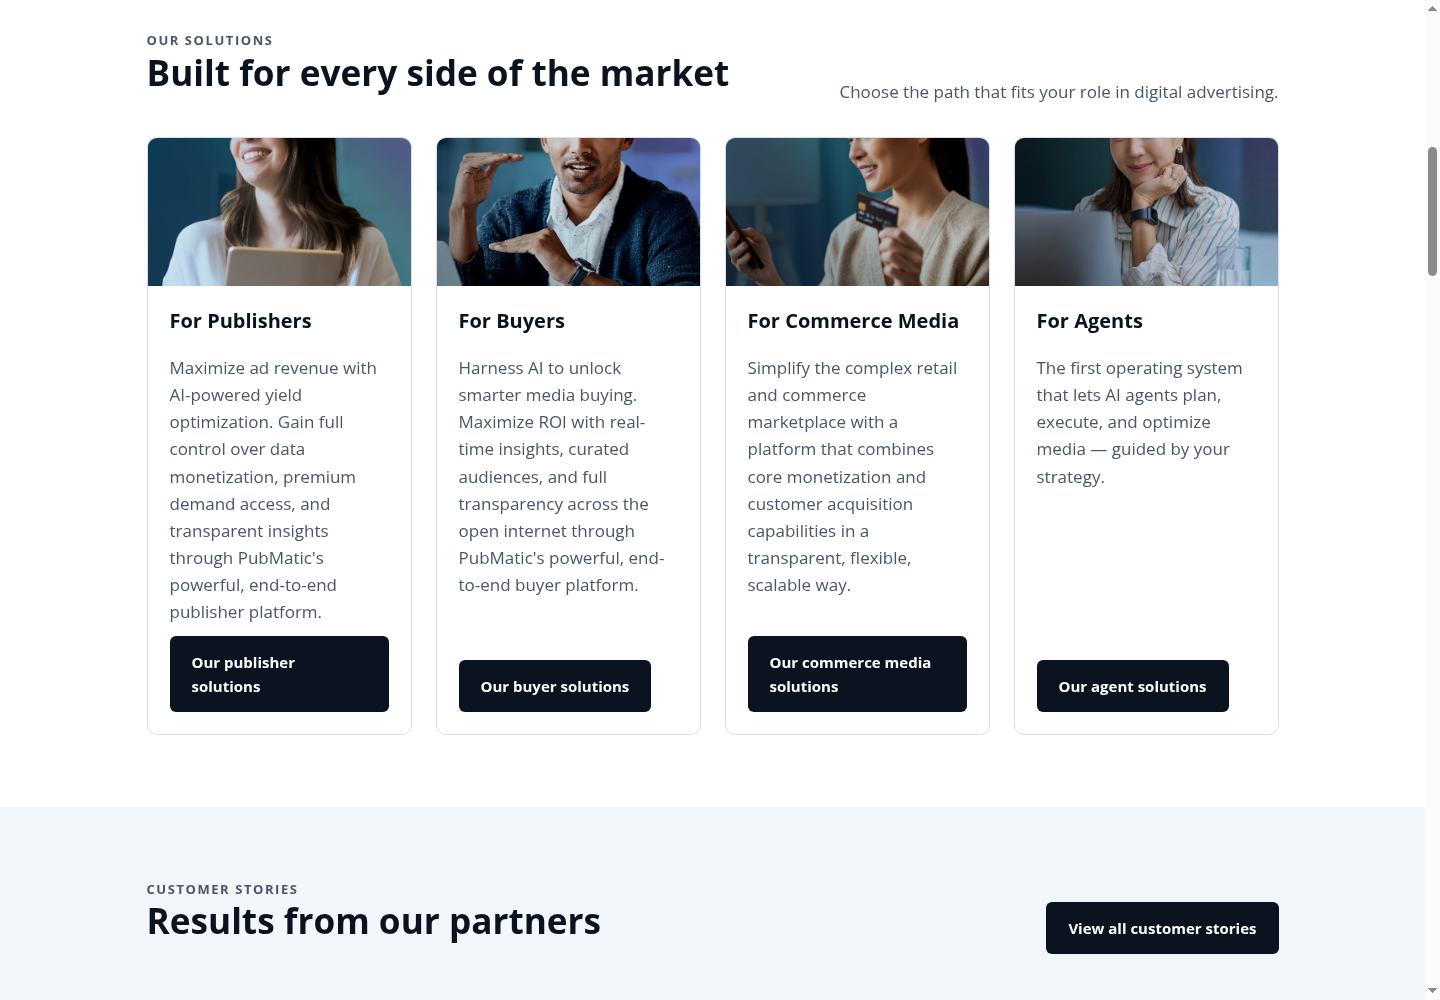 OUR SOLUTIONS
Built for every side of the market
Choose the path that fits your role in digital advertising.
For Publishers
Maximize ad revenue with
AI-powered yield
optimization. Gain full
control over data
monetization, premium
demand access, and
transparent insights
through PubMatic's
powerful, end-to-end
publisher platform.
Our publisher
solutions
For Buyers
Harness AI to unlock
smarter media buying.
Maximize ROI with real-
time insights, curated
audiences, and full
transparency across the
open internet through
PubMatic's powerful, end-
to-end buyer platform.
Our buyer solutions
For Commerce Media
Simplify the complex retail
and commerce
marketplace with a
platform that combines
core monetization and
customer acquisition
capabilities in a
transparent, flexible,
scalable way.
Our commerce media
solutions
For Agents
The first operating system
that lets AI agents plan,
execute, and optimize
media — guided by your
strategy.
Our agent solutions
CUSTOMER STORIES
Results from our partners
View all customer stories